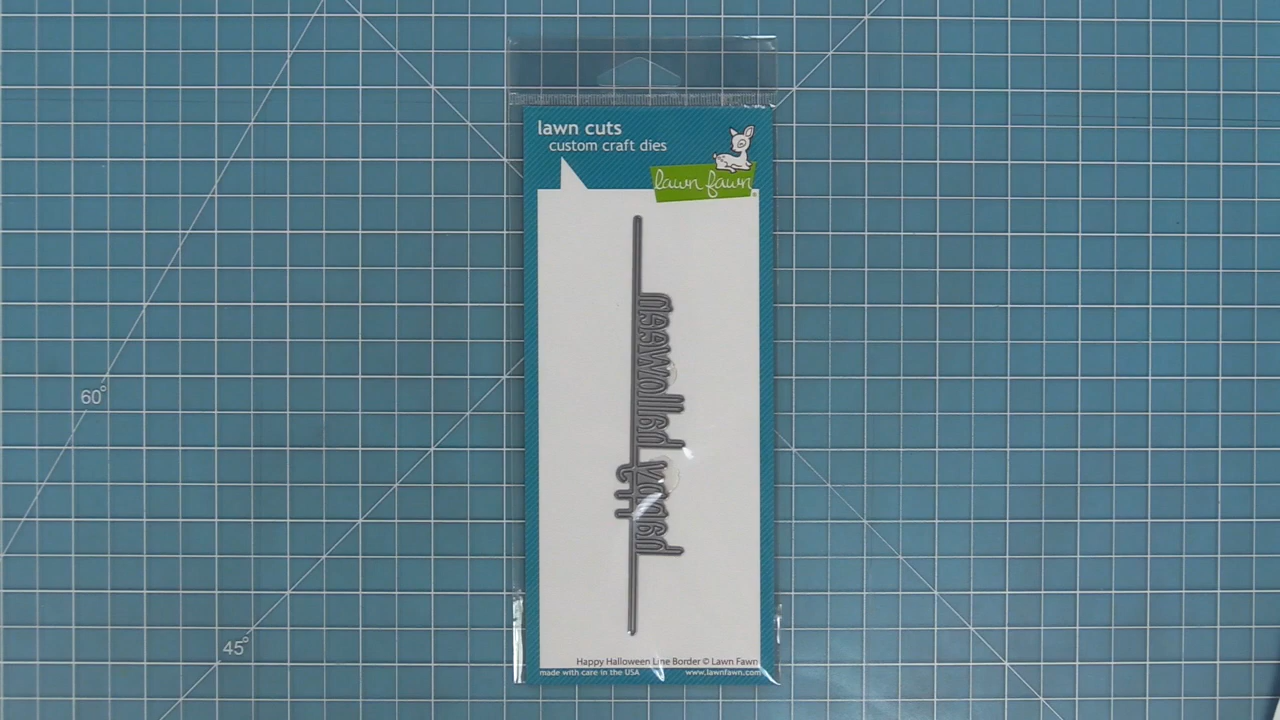 lawn cuts
custom craft dies
lawn fawn
happy halloween
60°
45°
Happy Halloween Line Border © Lawn Fawn
made with care in the USA
www.lawnfawn.com